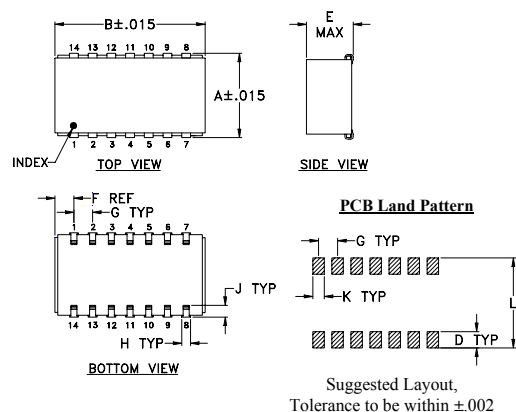 B±.015
14 13 12 11 10 9 8
A±.015
INDEX
1 2 3 4 5 6 7
TOP VIEW
E
MAX
SIDE VIEW
F REF
G TYP
1 2 3 4 5 6 7
J TYP
14 13 12 11 10 9 8
H TYP
BOTTOM VIEW
PCB Land Pattern
G TYP
K TYP
L
D TYP
Suggested Layout,
Tolerance to be within ±.002